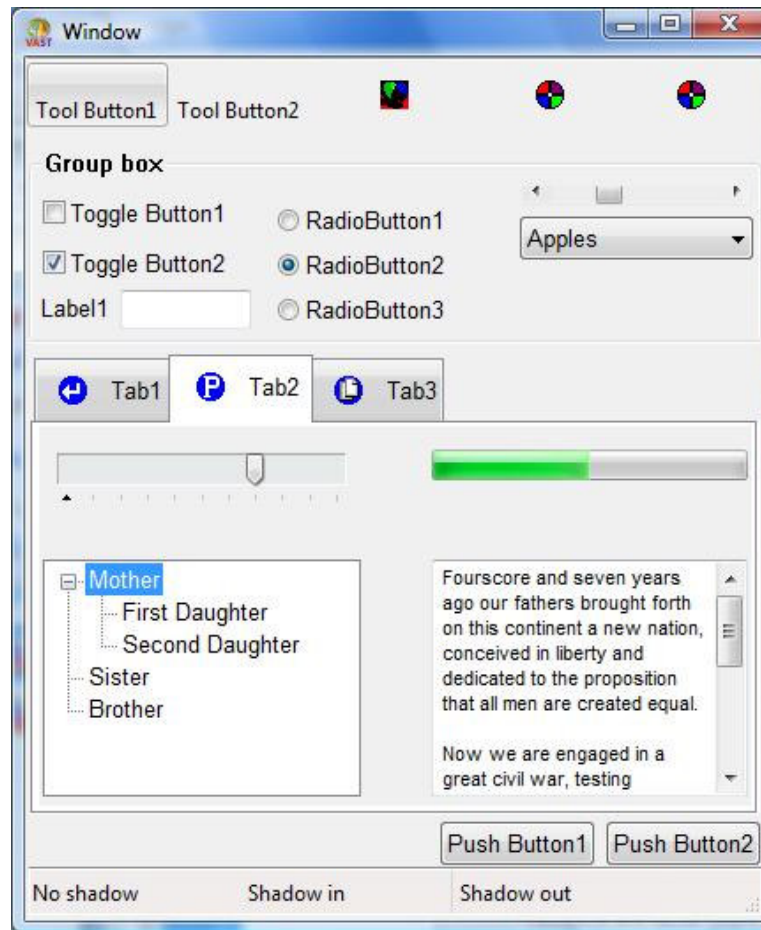 VAST
Window
Tool Button1
Tool Button2
Group box
Toggle Button1
Toggle Button2
Label1
RadioButton1
RadioButton2
RadioButton3
Apples
Tab1
P
Tab2
Tab3
Mother
First Daughter
Second Daughter
Sister
Brother
Fourscore and seven years
ago our fathers brought forth
on this continent a new nation,
conceived in liberty and
dedicated to the proposition
that all men are created equal.
Now we are engaged in a
great civil war, testing
Push Button1
Push Button2
No shadow
Shadow in
Shadow out